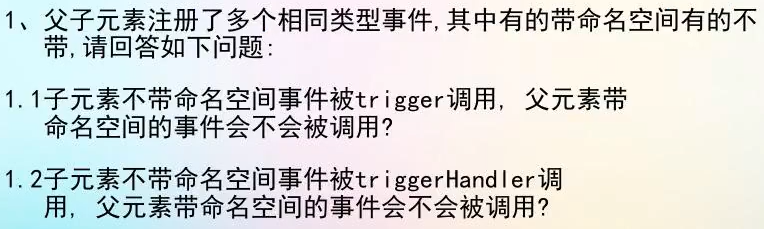 1、父子元素注册了多个相同类型事件,其中有的带命名空间有的不
带,请回答如下问题:
1.1子元素不带命名空间事件被trigger调用, 父元素带
命名空间的事件会不会被调用?
1.2子元素不带命名空间事件被triggerHandler调
用, 父元素带命名空间的事件会不会被调用?